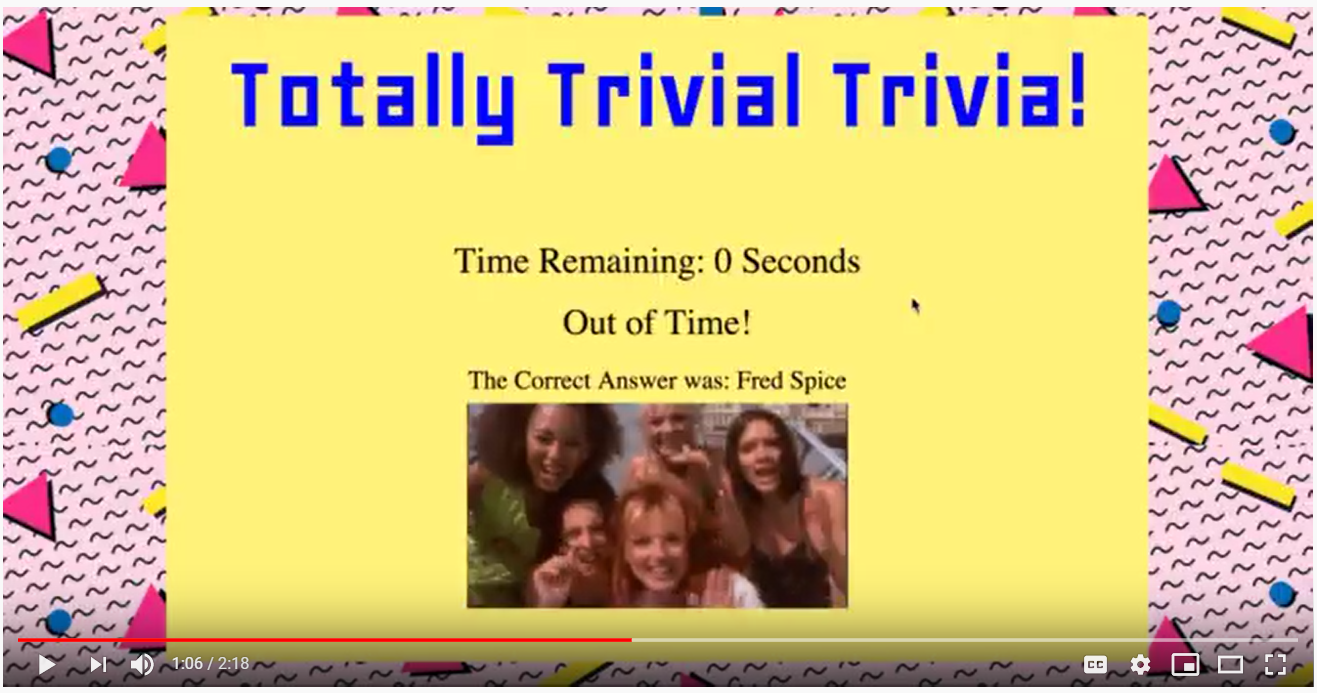 Totally Trivial Trivia!
Time Remaining: 0 Seconds
Out of Time!
The Correct Answer was: Fred Spice
1:06 / 2:18
CC